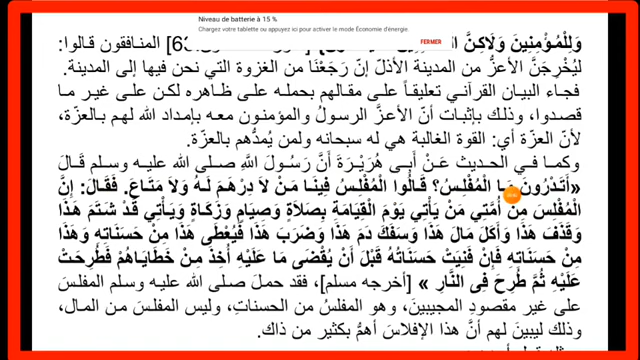 Niveau de batterie à 15 %
Chargez votre tablette ou appuyez ici pour activer le mode Économie d'énergie.
FERMER
وَلِلْمُؤْمِنِينَ وَلَٰكِنَّ المنافقون قالوا:
ليُخْرِجَنَّ الأعزُّ من المدينة الأذلّ إنّ رجَعْنَا من الغزوة التي نحن فيها إلى المدينة.
فجاء البيان القرآني تعليقاً على مقالهم بحمله على ظاهره لكن على غير ما
قصدوا، وذلك بإثبات أنّ الأعزَّ الرسولُ والمؤمنون معه بإمداد الله لهم بالعزّة،
لأنّ العزّة أي: القوة الغالبة هي له سبحانه ولمن يُمدُّهم بالعزّة.
وكما في الحديث عَنْ أَبِى هُرَيْرَةَ أَنَّ رَسُولَ اللَّهِ صلى الله عليه وسلم قَالَ
«أَتَدْرُونَ مَا الْمُفْلِسُ؟ قَالُوا الْمُفْلِسُ فِينَا مَنْ لاَ دِرْهَمَ لَهُ وَلاَ مَتَاعَ. فَقَالَ: إِنَّ
الْمُفْلِسَ مِنْ أُمَّتِي مَنْ يَأْتِي يَوْمَ الْقِيَامَةِ بِصَلاَةٍ وَصِيَامٍ وَزَكَاةٍ وَيَأْتِي قَدْ شَتَمَ هَذَا
وَقَذَفَ هَذَا وَأَكَلَ مَالَ هَذَا وَسَفَكَ دَمَ هَذَا وَضَرَبَ هَذَا فَيُعْطَى هَذَا مِنْ حَسَنَاتِهِ وَهَذَا
مِنْ حَسَنَاتِهِ فَإِنْ فَنِيَتْ حَسَنَاتُهُ قَبْلَ أَنْ يُقْضَى مَا عَلَيْهِ أُخِذَ مِنْ خَطَايَاهُمْ فَطُرِحَتْ
عَلَيْهِ ثُمَّ طُرِحَ فِى النَّارِ» [أخرجه مسلم]، فقد حملَ صلى الله عليه وسلم المفلسَ
على غير مقصودِ المجيبينَ، وهو المفلسُ من الحسناتِ، وليس المفلسَ من المال،
وذلك ليبينَ لهم أنَّ هذا الإفلاسَ أهمُّ بكثير من ذاك.